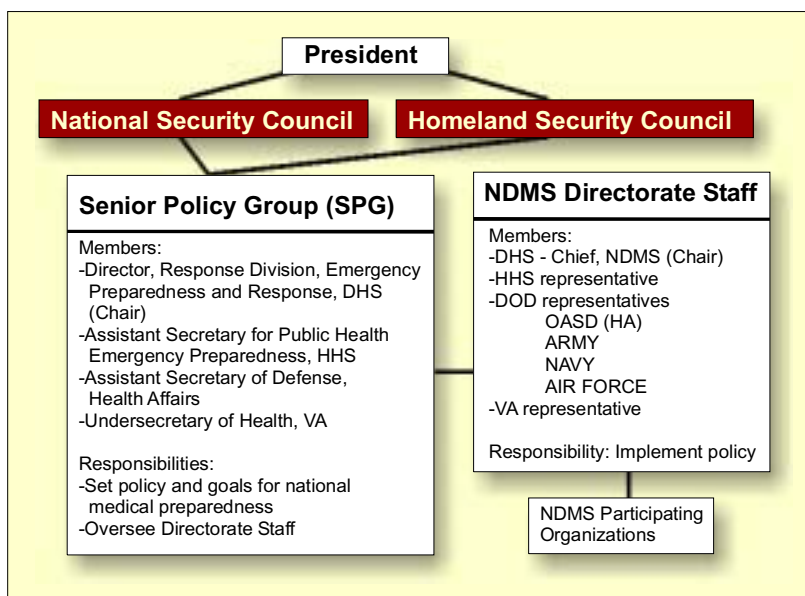 President
National Security Council
Homeland Security Council
Senior Policy Group (SPG)
Members:
-Director, Response Division, Emergency
Preparedness and Response, DHS
(Chair)
-Assistant Secretary for Public Health
Emergency Preparedness, HHS
-Assistant Secretary of Defense,
Health Affairs
-Undersecretary of Health, VA
Responsibilities:
-Set policy and goals for national
medical preparedness
-Oversee Directorate Staff
NDMS Directorate Staff
Members:
-DHS - Chief, NDMS (Chair)
-HHS representative
-DOD representatives
OASD (HA)
ARMY
NAVY
AIR FORCE
-VA representative
Responsibility: Implement policy
NDMS Participating
Organizations